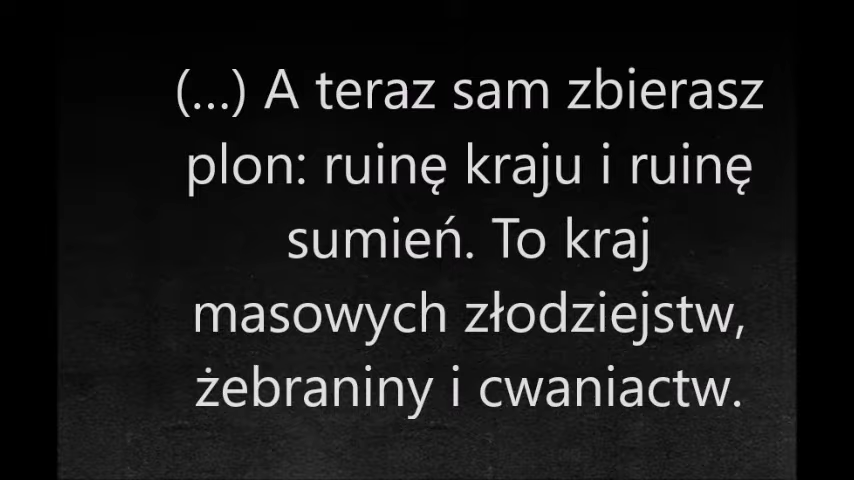 (...) A teraz sam zbierasz
plon: ruinę kraju i ruinę
sumień. To kraj
masowych złodziejstw,
żebraniny i cwaniactw.